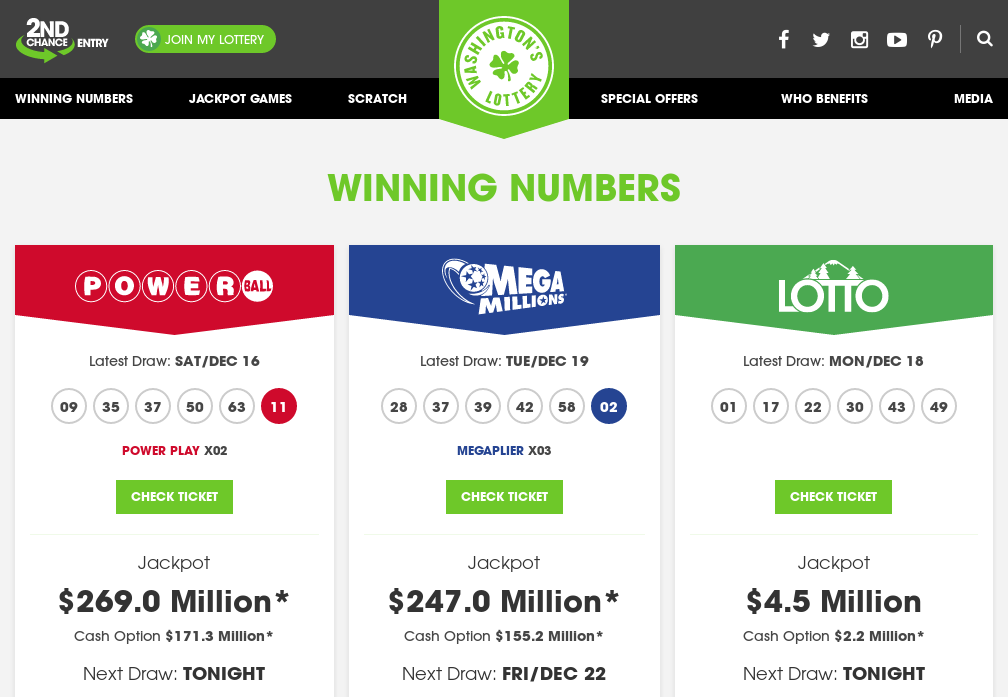 2ND
CHANCE ENTRY
JOIN MY LOTTERY
WASHINGTON'S
LOTTERY
WINNING NUMBERS
JACKPOT GAMES
SCRATCH
SPECIAL OFFERS
WHO BENEFITS
MEDIA
WINNING NUMBERS
POWERBALL
Latest Draw: SAT/DEC 16
09 35 37 50 63 11
POWER PLAY X02
CHECK TICKET
Jackpot
$269.0 Million*
Cash Option $171.3 Million*
Next Draw: TONIGHT
MEGA
MILLIONS
Latest Draw: TUE/DEC 19
28 37 39 42 58 02
MEGAPLIER X03
CHECK TICKET
Jackpot
$247.0 Million*
Cash Option $155.2 Million*
Next Draw: FRI/DEC 22
LOTTO
Latest Draw: MON/DEC 18
01 17 22 30 43 49
CHECK TICKET
Jackpot
$4.5 Million
Cash Option $2.2 Million*
Next Draw: TONIGHT